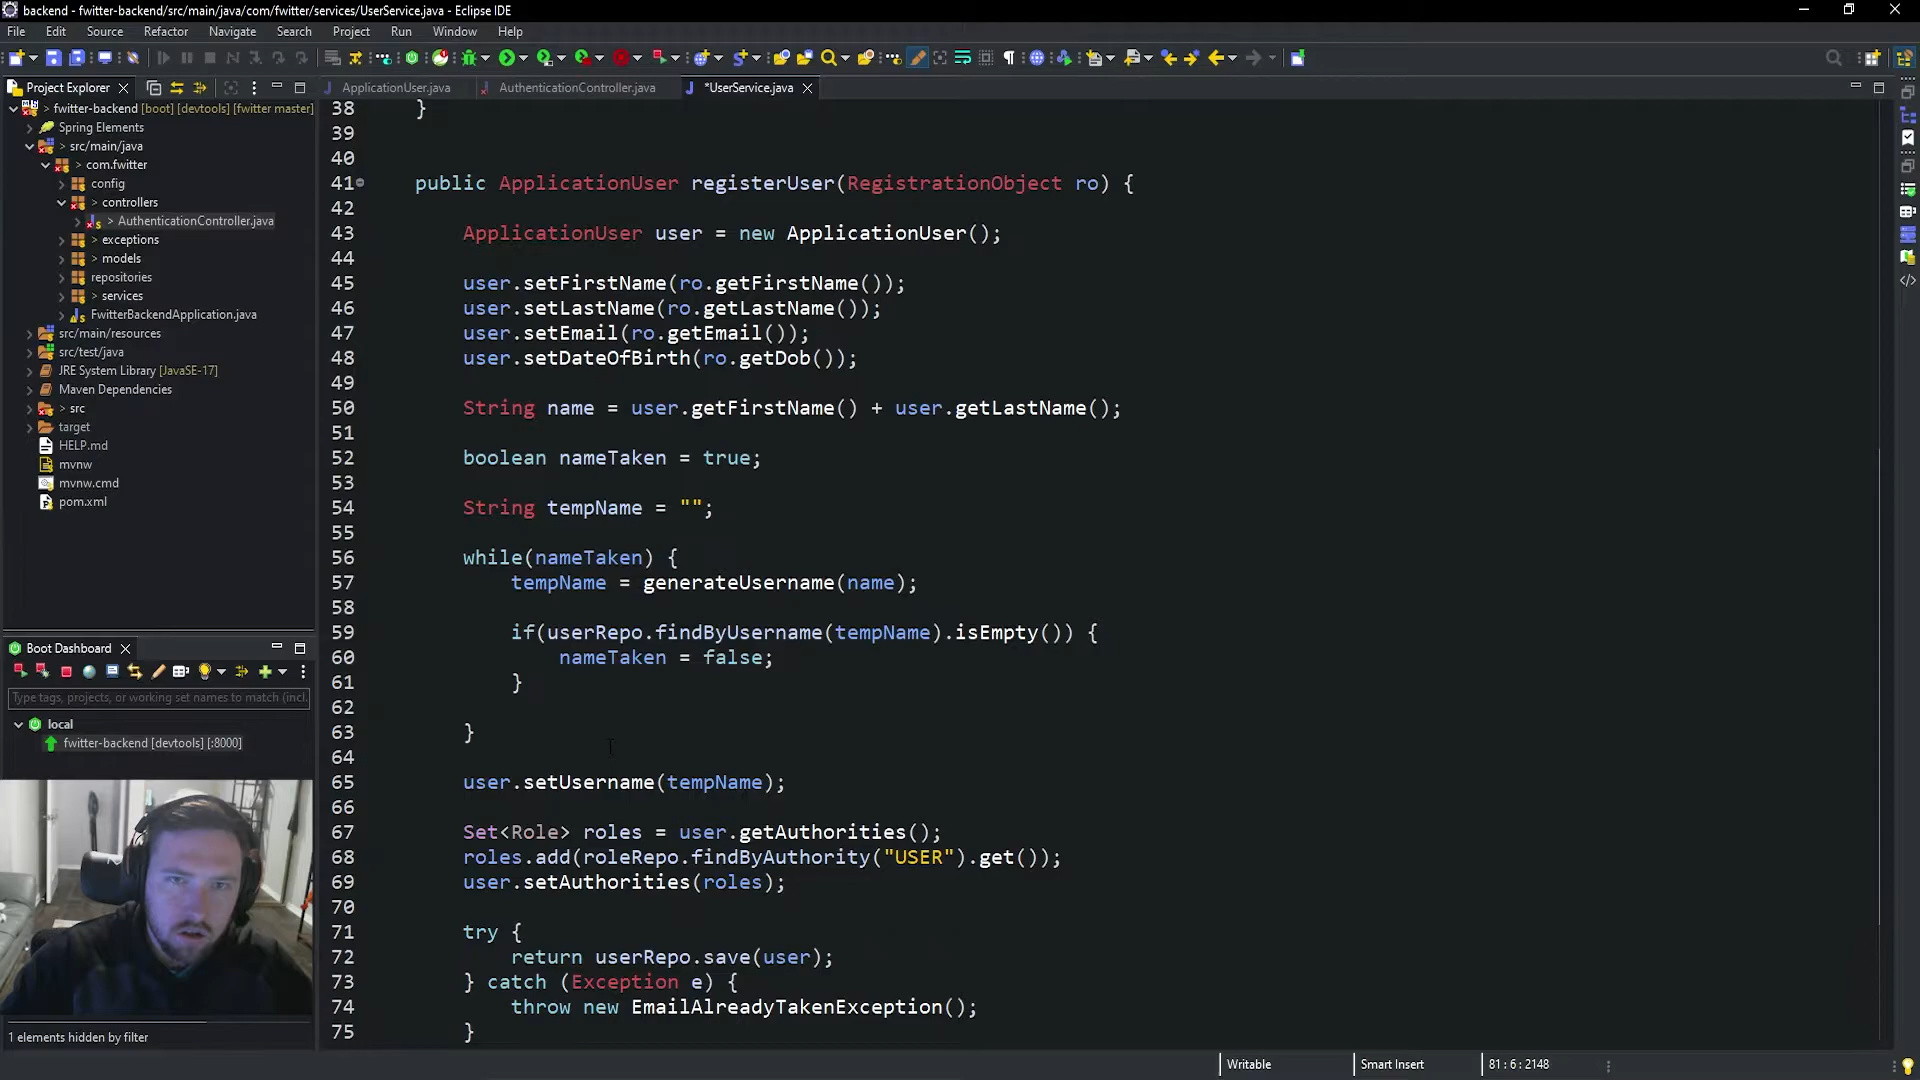 backend - fwitter-backend/src/main/java/com/fwitter/services/UserService.java - Eclipse IDE
File Edit Source Refactor Navigate Search Project Run Window Help
Project Explorer
ApplicationUser.java
AuthenticationController.java
*UserService.java
> fwitter-backend [boot] [devtools] [fwitter master]
Spring Elements
> src/main/java
> com.fwitter
config
> controllers
> AuthenticationController.java
> exceptions
> models
repositories
> services
FwitterBackendApplication.java
src/main/resources
src/test/java
JRE System Library [JavaSE-17]
Maven Dependencies
> src
target
HELP.md
mvnw
mvnw.cmd
pom.xml
Boot Dashboard
Type tags, projects, or working set names to match (incl.
local
fwitter-backend [devtools] [:8000]
1 elements hidden by filter
38 }
39
40
41 public ApplicationUser registerUser(RegistrationObject ro) {
42
43 ApplicationUser user = new ApplicationUser();
44
45 user.setFirstName(ro.getFirstName());
46 user.setLastName(ro.getLastName());
47 user.setEmail(ro.getEmail());
48 user.setDateOfBirth(ro.getDob());
49
50 String name = user.getFirstName() + user.getLastName();
51
52 boolean nameTaken = true;
53
54 String tempName = "";
55
56 while(nameTaken) {
57 tempName = generateUsername(name);
58
59 if(userRepo.findByUsername(tempName).isEmpty()) {
60 nameTaken = false;
61 }
62
63 }
64
65 user.setUsername(tempName);
66
67 Set<Role> roles = user.getAuthorities();
68 roles.add(roleRepo.findByAuthority("USER").get());
69 user.setAuthorities(roles);
70
71 try {
72 return userRepo.save(user);
73 } catch (Exception e) {
74 throw new EmailAlreadyTakenException();
75 }
Writable
Smart Insert
81 : 6 : 2148